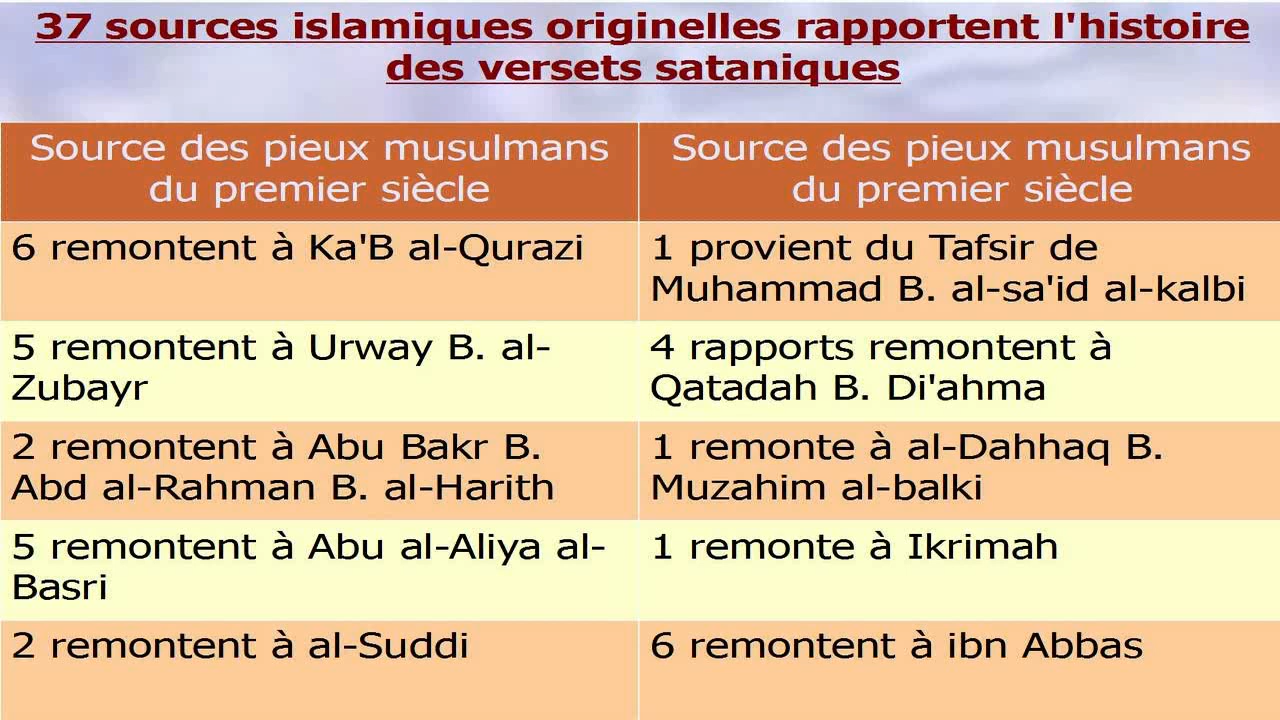 37 sources islamiques originelles rapportent l'histoire
des versets sataniques
Source des pieux musulmans
du premier siècle
Source des pieux musulmans
du premier siècle
6 remontent à Ka'B al-Qurazi
1 provient du Tafsir de
Muhammad B. al-sa'id al-kalbi
5 remontent à Urway B. al-
Zubayr
4 rapports remontent à
Qatadah B. Di'ahma
2 remontent à Abu Bakr B.
Abd al-Rahman B. al-Harith
1 remonte à al-Dahhaq B.
Muzahim al-balki
5 remontent à Abu al-Aliya al-
Basri
1 remonte à Ikrimah
2 remontent à al-Suddi
6 remontent à ibn Abbas